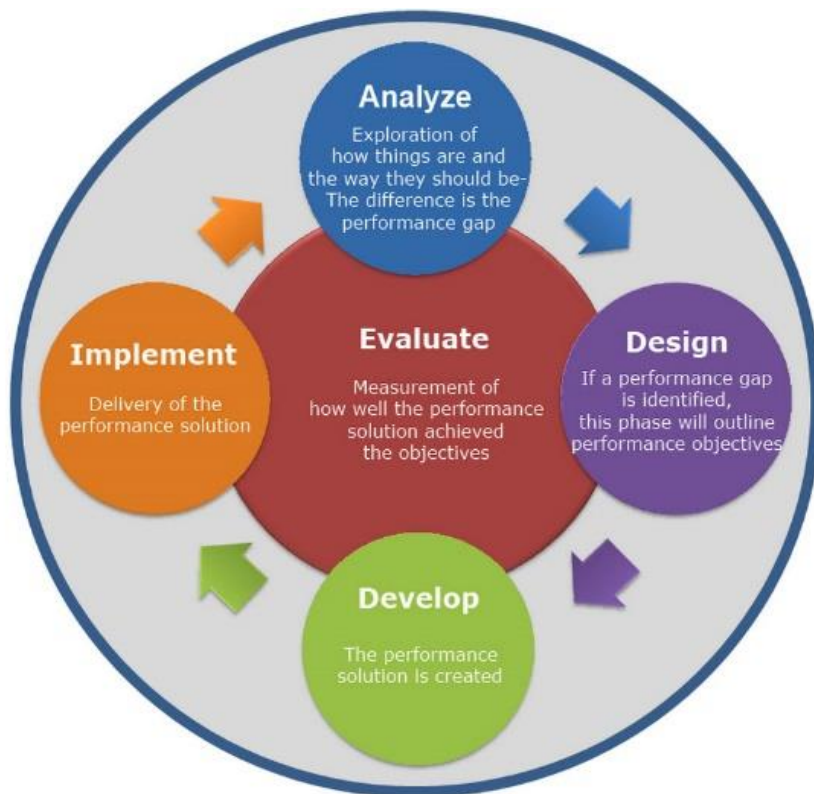 Analyze
Exploration of
how things are and
the way they should be-
The difference is the
performance gap
Implement
Delivery of the
performance solution
Evaluate
Measurement of
how well the performance
solution achieved
the objectives
Design
If a performance gap
is identified,
this phase will outline
performance objectives
Develop
The performance
solution is created